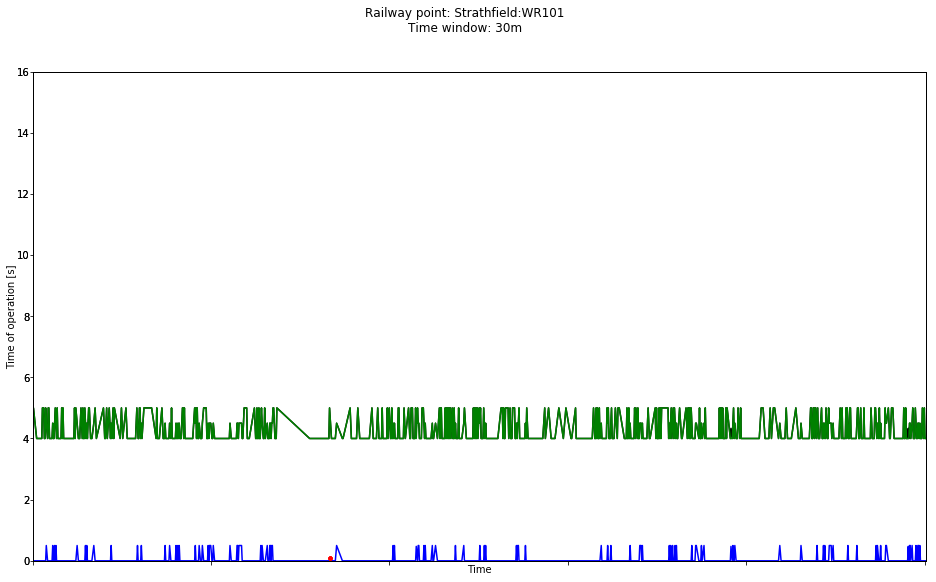 Railway point: Strathfield:WR101
Time window: 30m
16
14
12
10
8
6
4
2
0
Time of operation [s]
Time